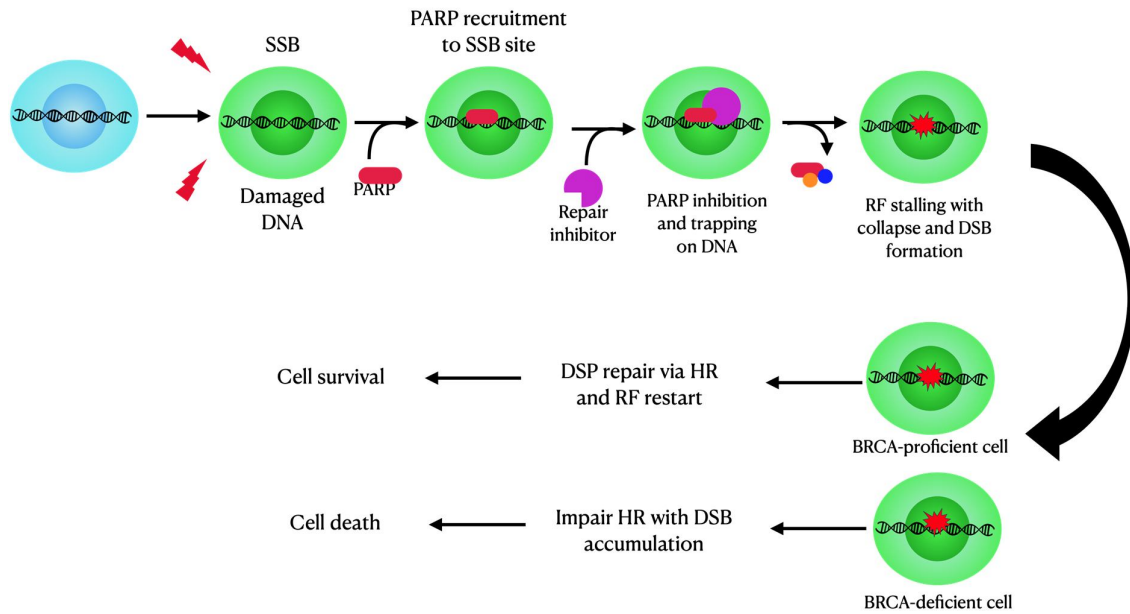 SSB
PARP recruitment
to SSB site
Damaged
DNA
PARP
Repair
inhibitor
PARP inhibition
and trapping
on DNA
RF stalling with
collapse and DSB
formation
Cell survival
DSP repair via HR
and RF restart
BRCA-proficient cell
Cell death
Impair HR with DSB
accumulation
BRCA-deficient cell